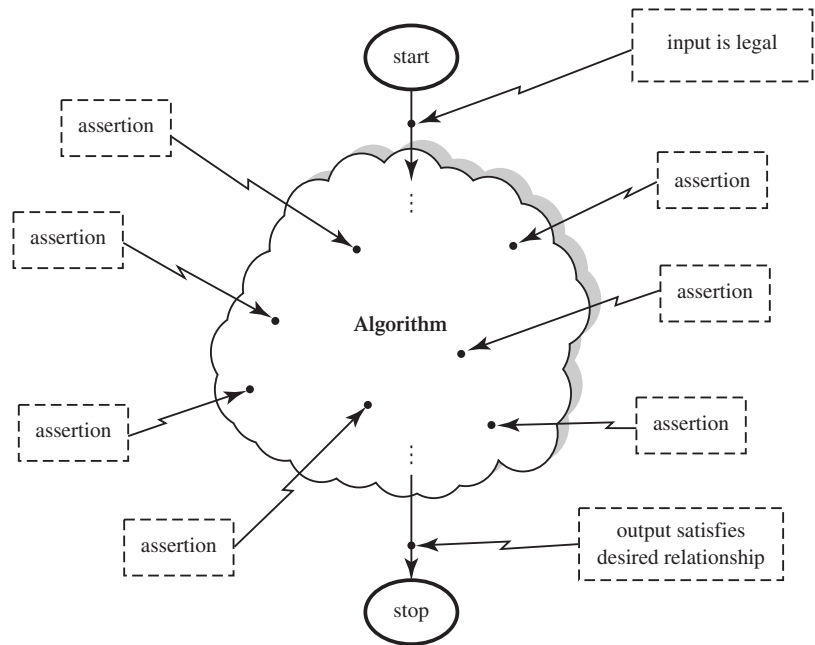 start
input is legal
assertion
assertion
assertion
assertion
Algorithm
assertion
assertion
assertion
output satisfies
desired relationship
stop